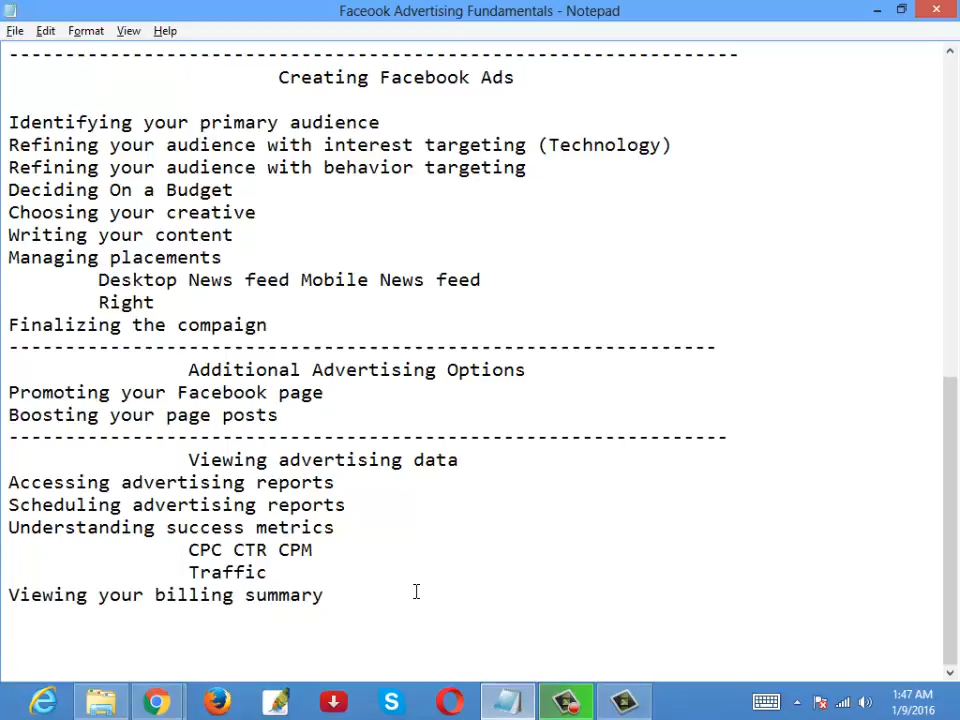 Faceook Advertising Fundamentals - Notepad
File Edit Format View Help
-----------------------------------------------------------------
Creating Facebook Ads
Identifying your primary audience
Refining your audience with interest targeting (Technology)
Refining your audience with behavior targeting
Deciding On a Budget
Choosing your creative
Writing your content
Managing placements
Desktop News feed Mobile News feed
Right
Finalizing the compaign
---------------------------------------------------------------
Additional Advertising Options
Promoting your Facebook page
Boosting your page posts
----------------------------------------------------------------
Viewing advertising data
Accessing advertising reports
Scheduling advertising reports
Understanding success metrics
CPC CTR CPM
Traffic
Viewing your billing summary
1:47 AM
1/9/2016